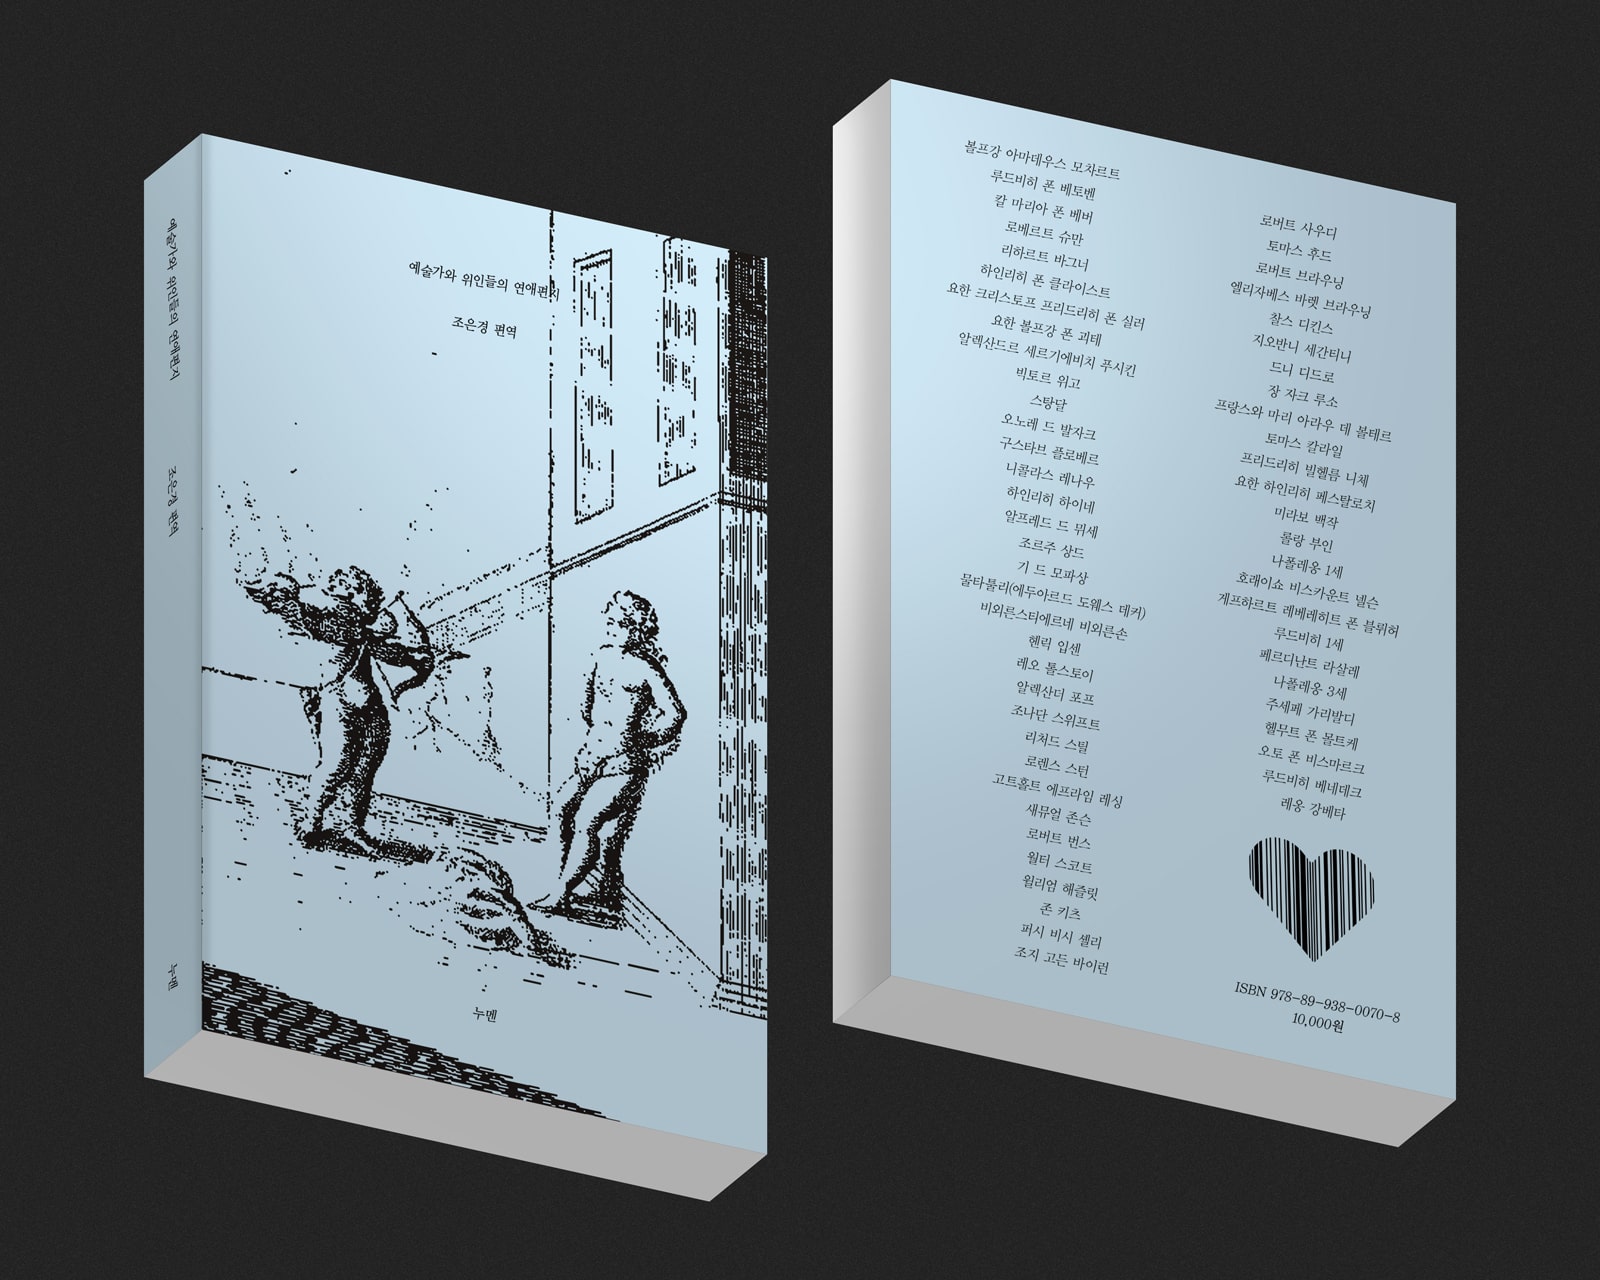 예술가와 위인들의 연애편지
조은경 편역
누멘
예술가와 위인들의 연애편지
조은경 편역
누멘
볼프강 아마데우스 모차르트
루드비히 폰 베토벤
칼 마리아 폰 베버
로베르트 슈만
리하르트 바그너
하인리히 폰 클라이스트
요한 크리스토프 프리드리히 폰 실러
요한 볼프강 폰 괴테
알렉산드르 세르기에비치 푸시킨
빅토르 위고
스탕달
오노레 드 발자크
구스타브 플로베르
니콜라스 레나우
하인리히 하이네
알프레드 드 뮈세
조르주 상드
기 드 모파상
물타툴리(에두아르드 도웨스 데커)
비외른스티에르네 비외른손
헨릭 입센
레오 톨스토이
알렉산더 포프
조나단 스위프트
리처드 스틸
로렌스 스턴
고트홀트 에프라임 레싱
새뮤얼 존슨
로버트 번스
월터 스코트
윌리엄 해즐릿
존 키츠
퍼시 비시 셸리
조지 고든 바이런
로버트 사우디
토마스 후드
로버트 브라우닝
엘리자베스 바렛 브라우닝
찰스 디킨스
지오반니 세간티니
드니 디드로
장 자크 루소
프랑스와 마리 아라우 데 볼테르
토마스 칼라일
프리드리히 빌헬름 니체
요한 하인리히 페스탈로치
미라보 백작
롤랑 부인
나폴레옹 1세
호래이쇼 비스카운트 넬슨
게프하르트 레베레히트 폰 블뤼허
루드비히 1세
페르디난트 라살레
나폴레옹 3세
주세페 가리발디
헬무트 폰 몰트케
오토 폰 비스마르크
루드비히 베네데크
레옹 강베타
ISBN 978-89-938-0070-8
10,000원